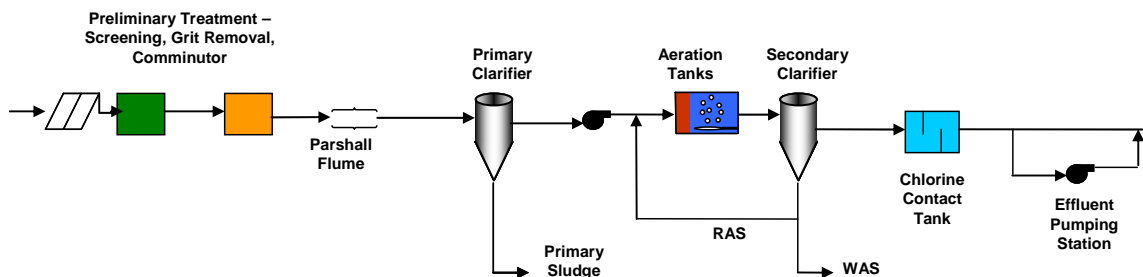 Preliminary Treatment –
Screening, Grit Removal,
Comminutor
Parshall
Flume
Primary
Clarifier
Primary
Sludge
Aeration
Tanks
RAS
Secondary
Clarifier
WAS
Chlorine
Contact
Tank
Effluent
Pumping
Station